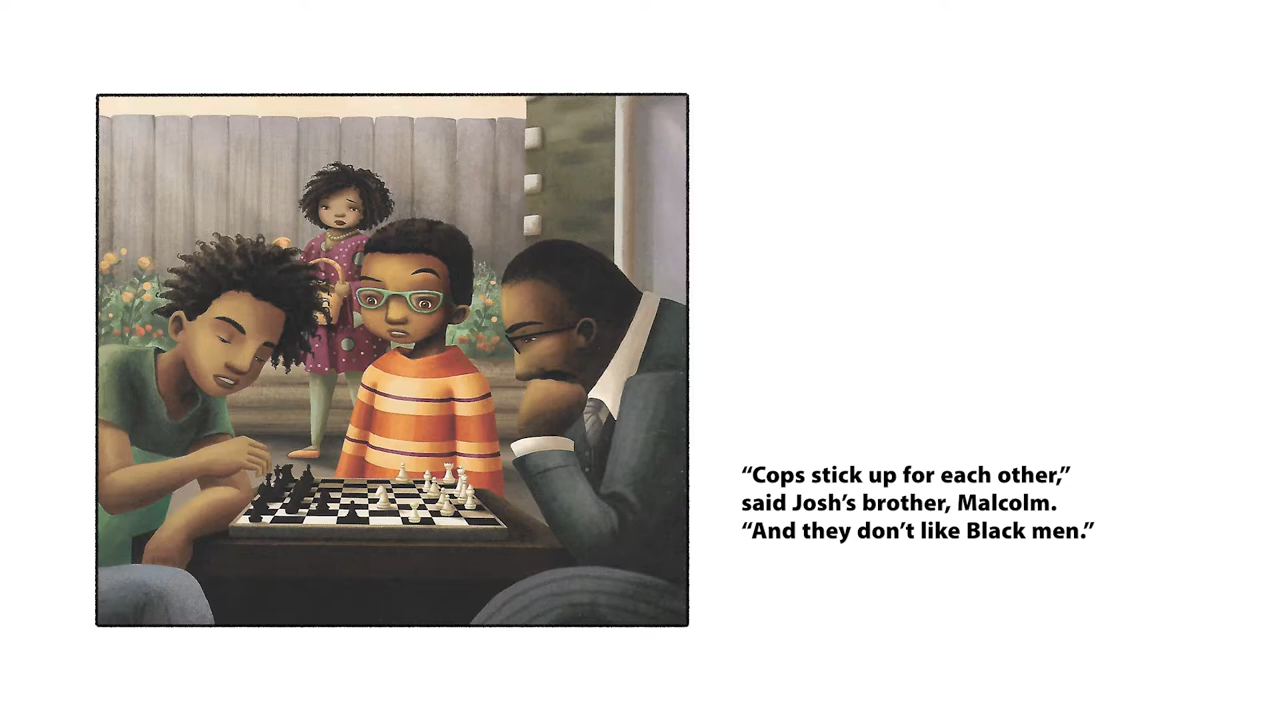 “Cops stick up for each other,”
said Josh’s brother, Malcolm.
“And they don’t like Black men.”